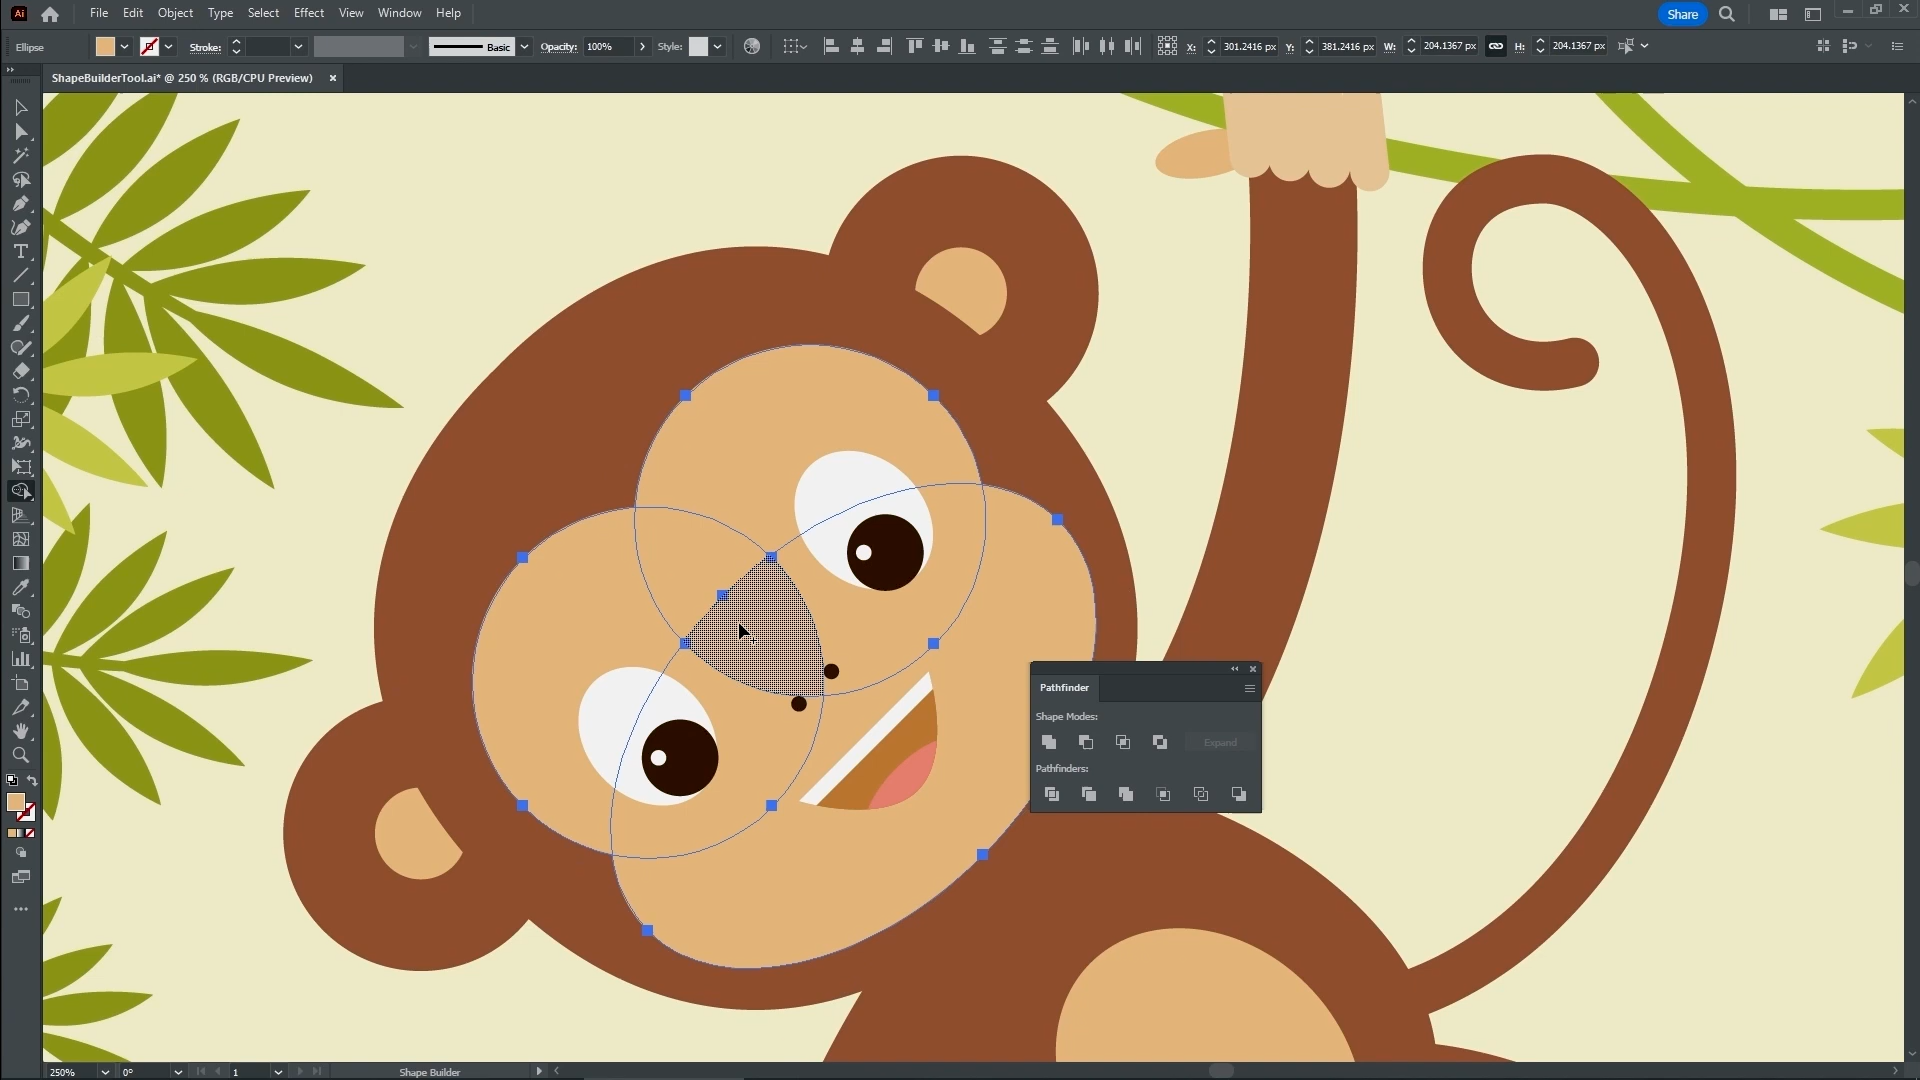 Ai File Edit Object Type Select Effect View Window Help Share
Ellipse Stroke: Basic Opacity: 100% Style: X: 301.2416 px Y: 381.2416 px W: 204.1367 px H: 204.1367 px
ShapeBuilderTool.ai* @ 250 % (RGB/CPU Preview) ×
Pathfinder
Shape Modes:
Expand
Pathfinders:
250% 0° 1 Shape Builder